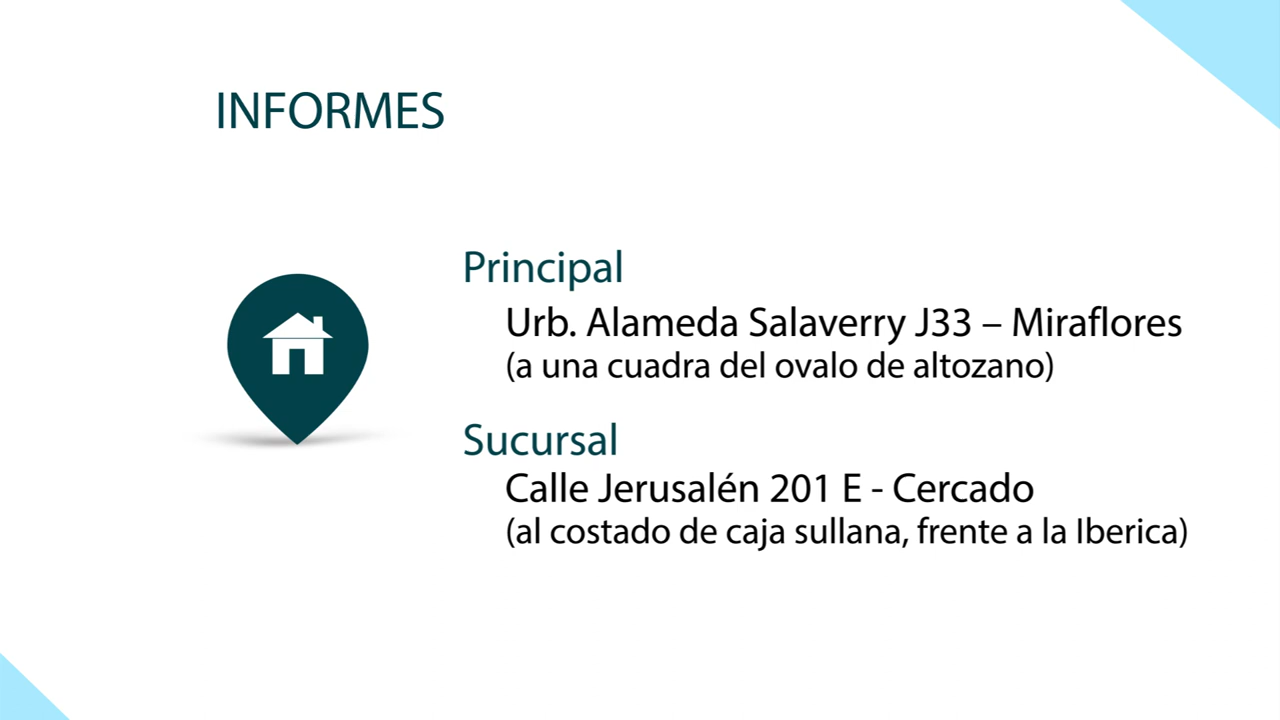 INFORMES
Principal
Urb. Alameda Salaverry J33 – Miraflores
(a una cuadra del ovalo de altozano)
Sucursal
Calle Jerusalén 201 E - Cercado
(al costado de caja sullana, frente a la Iberica)